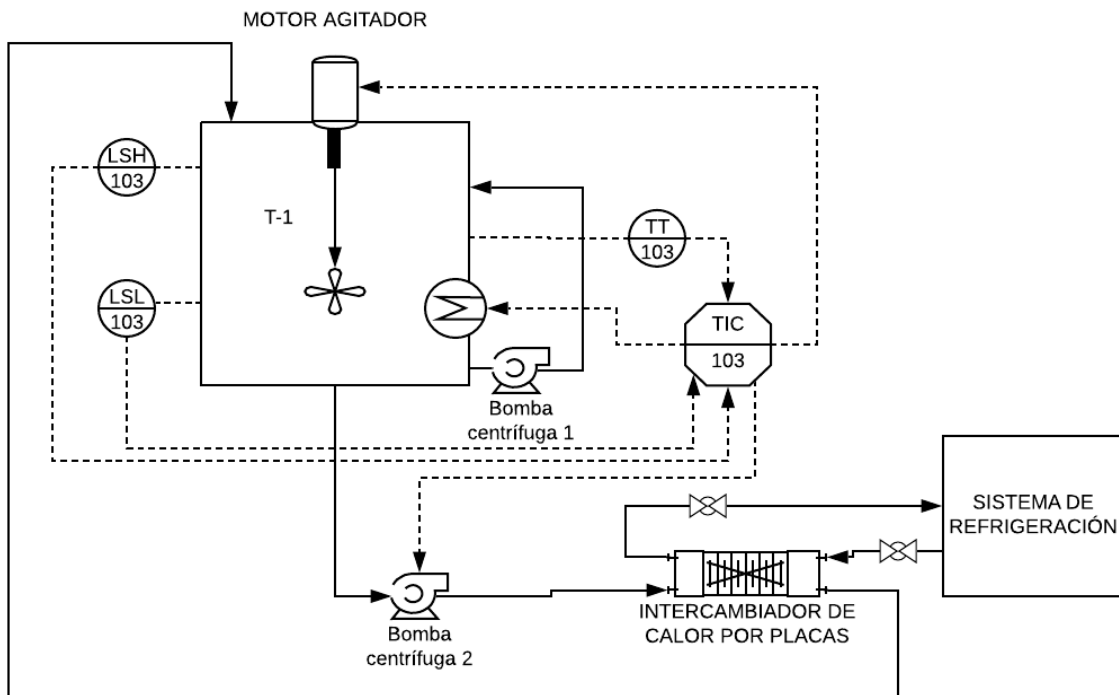 MOTOR AGITADOR
LSH
103
T-1
TT
103
LSL
103
TIC
103
Bomba
centrífuga 1
SISTEMA DE
REFRIGERACIÓN
INTERCAMBIADOR DE
CALOR POR PLACAS
Bomba
centrífuga 2